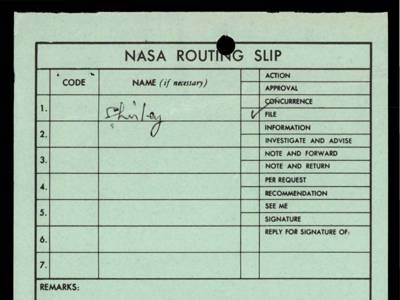 NASA ROUTING SLIP
CODE
NAME (if necessary)
ACTION
APPROVAL
1.
Shirley
CONCURRENCE
✓ FILE
2.
INFORMATION
INVESTIGATE AND ADVISE
3.
NOTE AND FORWARD
NOTE AND RETURN
4.
PER REQUEST
RECOMMENDATION
5.
SEE ME
SIGNATURE
6.
REPLY FOR SIGNATURE OF:
7.
REMARKS: